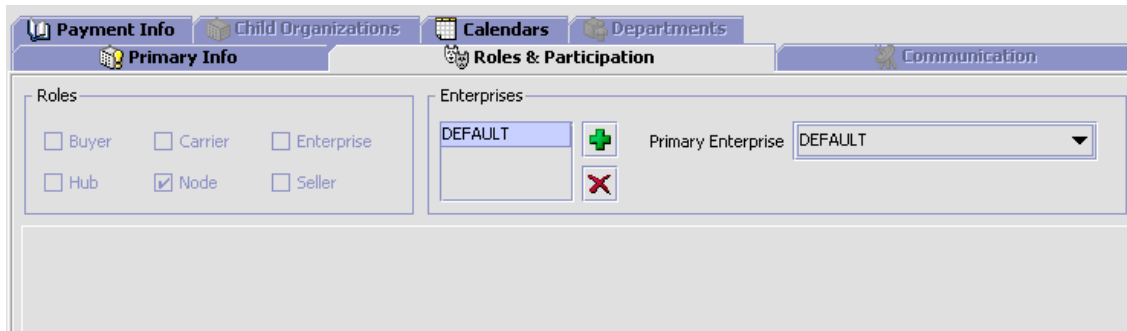 Payment Info Child Organizations Calendars Departments
Primary Info Roles & Participation Communication
Roles Enterprises
Buyer Carrier Enterprise DEFAULT Primary Enterprise DEFAULT
Hub Node Seller